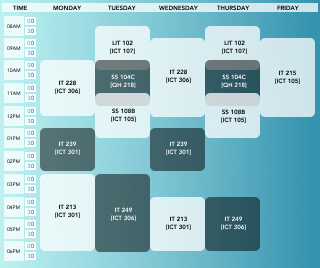 TIME MONDAY TUESDAY WEDNESDAY THURSDAY FRIDAY
08AM 00
30
09AM 00
30
10AM 00
30
11AM 00
30
12PM 00
30
01PM 00
30
02PM 00
30
03PM 00
30
04PM 00
30
05PM 00
30
06PM 00
30
IT 228
(ICT 306)
IT 239
(ICT 301)
IT 213
(ICT 301)
LIT 102
(ICT 107)
SS 104C
[QH 218]
SS 108B
(ICT 105)
IT 249
(ICT 306)
IT 228
(ICT 306)
IT 239
(ICT 301)
IT 213
(ICT 301)
LIT 102
(ICT 107)
SS 104C
[QH 218]
SS 108B
(ICT 105)
IT 249
(ICT 306)
IT 215
(ICT 306)